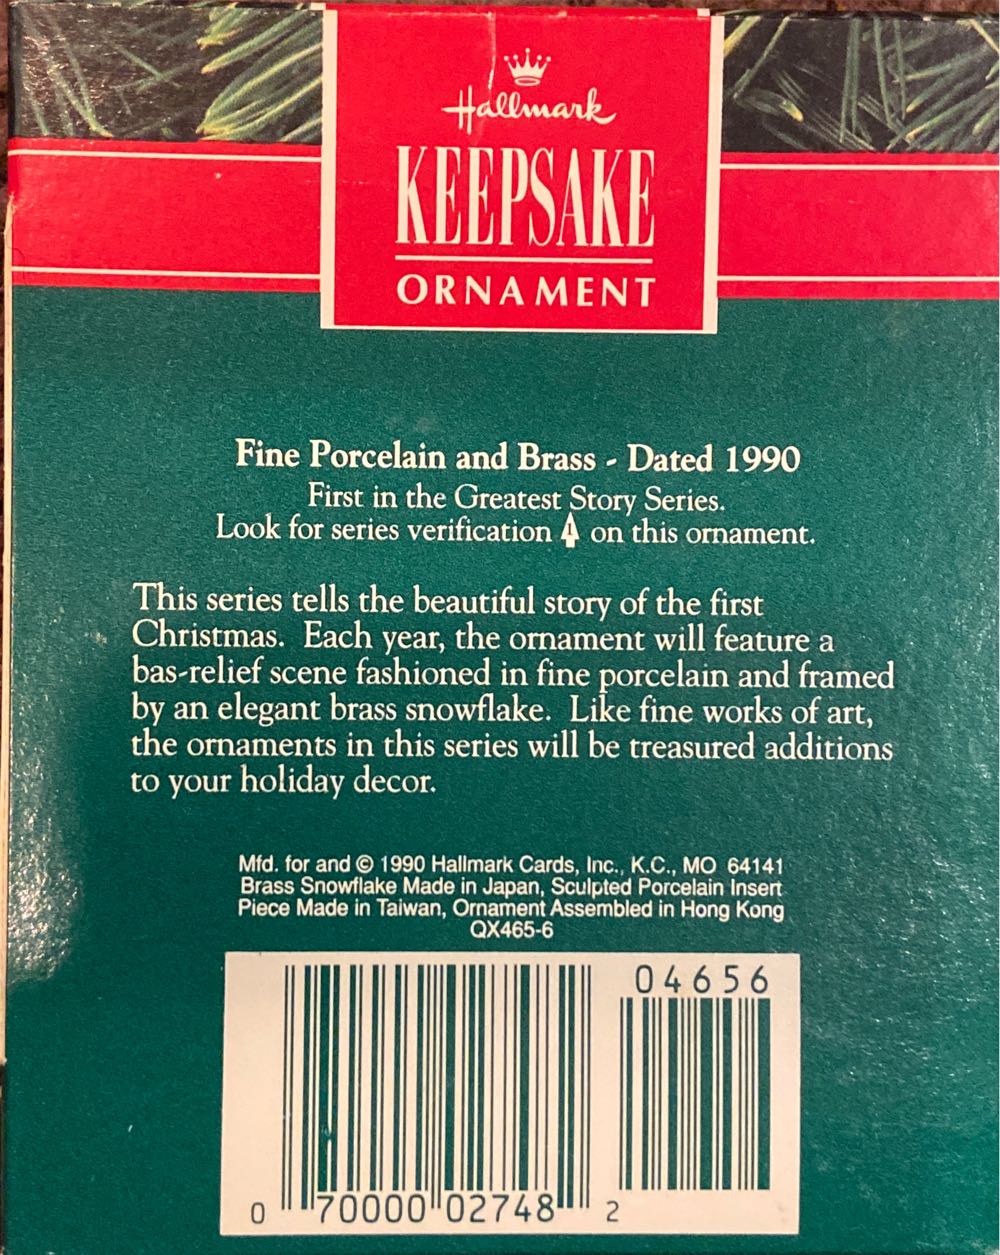 Hallmark
KEEPSAKE
ORNAMENT
Fine Porcelain and Brass - Dated 1990
First in the Greatest Story Series.
Look for series verification 1 on this ornament.
This series tells the beautiful story of the first
Christmas. Each year, the ornament will feature a
bas-relief scene fashioned in fine porcelain and framed
by an elegant brass snowflake. Like fine works of art,
the ornaments in this series will be treasured additions
to your holiday decor.
Mfd. for and © 1990 Hallmark Cards, Inc., K.C., MO 64141
Brass Snowflake Made in Japan, Sculpted Porcelain Insert
Piece Made in Taiwan, Ornament Assembled in Hong Kong
QX465-6
04656
0 70000 02748 2